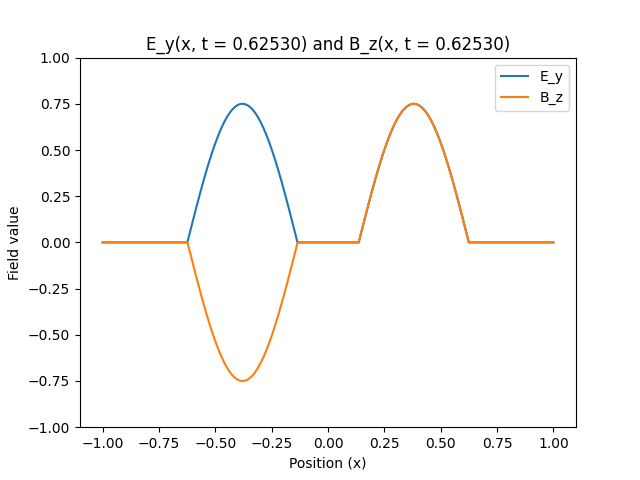 E_y(x, t = 0.62530) and B_z(x, t = 0.62530)
1.00
0.75
0.50
0.25
0.00
−0.25
−0.50
−0.75
−1.00
Field value
E_y
B_z
−1.00 −0.75 −0.50 −0.25 0.00 0.25 0.50 0.75 1.00
Position (x)